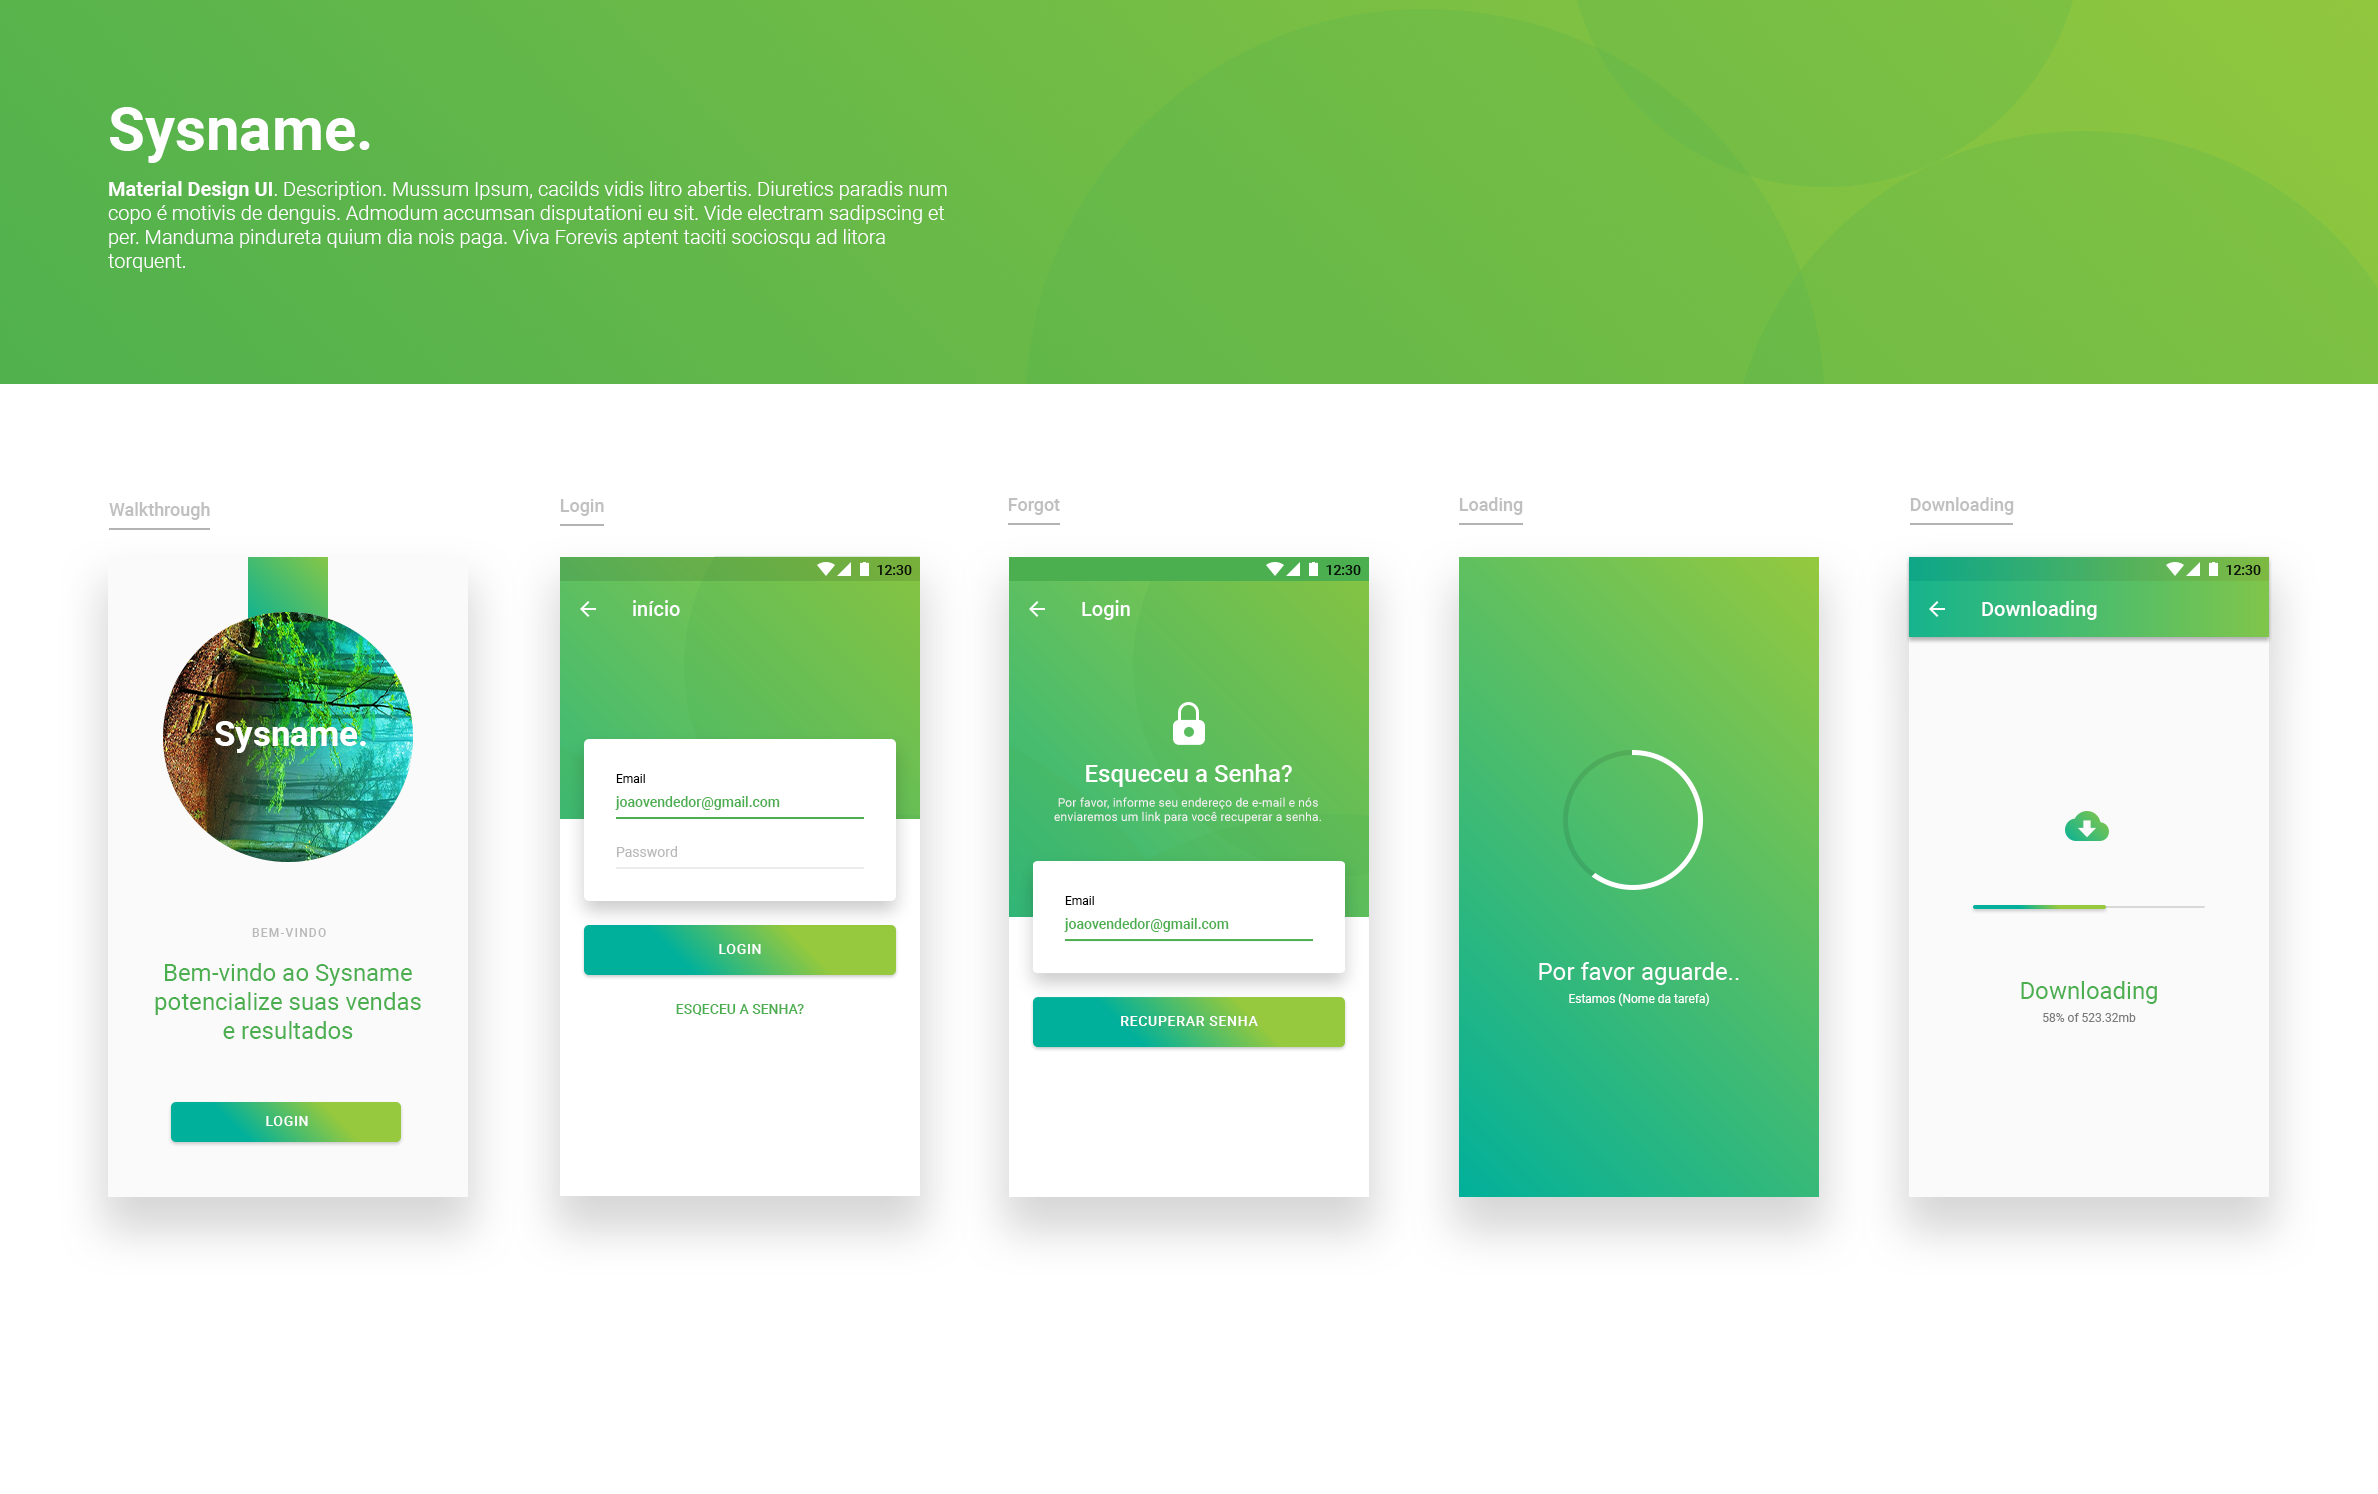 Sysname.
Material Design UI. Description. Mussum Ipsum, cacilds vidis litro abertis. Diuretics paradis num
copo é motivis de denguis. Admodum accumsan disputationi eu sit. Vide electram sadipscing et
per. Manduma pindureta quium dia nois paga. Viva Forevis aptent taciti sociosqu ad litora
torquent.
Walkthrough
Sysname.
BEM-VINDO
Bem-vindo ao Sysname
potencialize suas vendas
e resultados
LOGIN
Login
12:30
início
Email
joaovendedor@gmail.com
Password
LOGIN
ESQECEU A SENHA?
Forgot
12:30
Login
Esqueceu a Senha?
Por favor, informe seu endereço de e-mail e nós
enviaremos um link para você recuperar a senha.
Email
joaovendedor@gmail.com
RECUPERAR SENHA
Loading
Por favor aguarde..
Estamos (Nome da tarefa)
Downloading
12:30
Downloading
Downloading
58% of 523.32mb